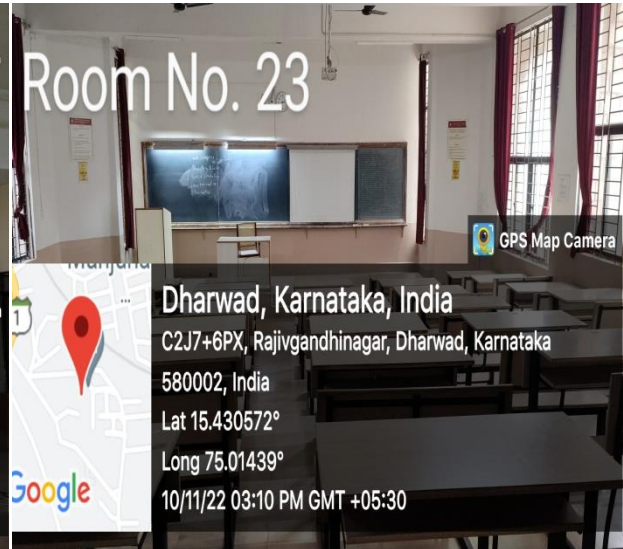 Room No. 23
GPS Map Camera
Dharwad, Karnataka, India
C2J7+6PX, Rajivgandhinagar, Dharwad, Karnataka
580002, India
Lat 15.430572°
Long 75.01439°
10/11/22 03:10 PM GMT +05:30
1
Google